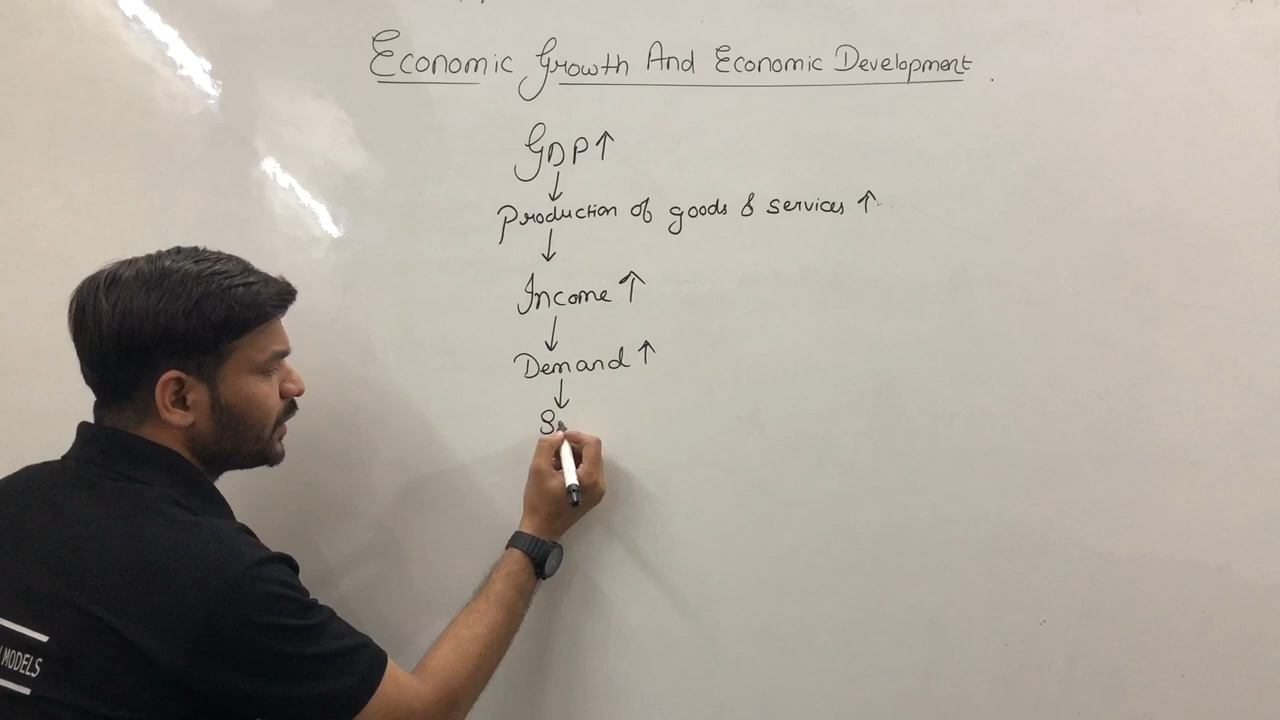 Economic Growth And Economic Development
GDP ↑
↓
Production of goods & services ↑
↓
Income ↑
↓
Demand ↑
↓
S
MODELS